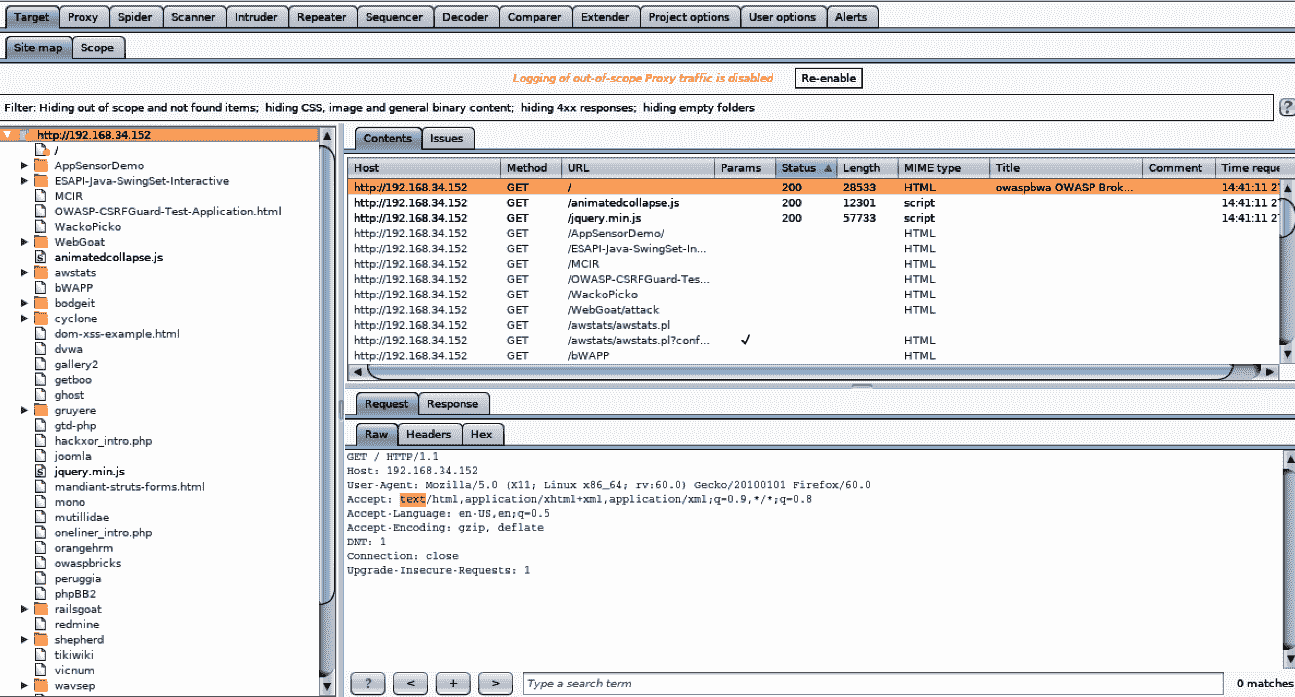 Target Proxy Spider Scanner Intruder Repeater Sequencer Decoder Comparer Extender Project options User options Alerts
Site map Scope
Logging of out-of-scope Proxy traffic is disabled Re-enable
Filter: Hiding out of scope and not found items; hiding CSS, image and general binary content; hiding 4xx responses; hiding empty folders ?
http://192.168.34.152
/
AppSensorDemo
ESAPI-Java-SwingSet-Interactive
MCIR
OWASP-CSRFGuard-Test-Application.html
WackoPicko
WebGoat
animatedcollapse.js
awstats
bWAPP
bodgeit
cyclone
dom-xss-example.html
dvwa
gallery2
getboo
ghost
gruyere
gtd-php
hackxor_intro.php
joomla
jquery.min.js
mandiant-struts-forms.html
mono
mutillidae
oneliner_intro.php
orangehrm
owaspbricks
peruggia
phpBB2
railsgoat
redmine
shepherd
tikiwiki
vicnum
wavsep
Contents Issues
Host Method URL Params Status Length MIME type Title Comment Time reque
http://192.168.34.152 GET / 200 28533 HTML owaspbwa OWASP Brok... 14:41:11 2
http://192.168.34.152 GET /animatedcollapse.js 200 12301 script 14:41:11 2
http://192.168.34.152 GET /jquery.min.js 200 57733 script 14:41:11 2
http://192.168.34.152 GET /AppSensorDemo/ HTML
http://192.168.34.152 GET /ESAPI-Java-SwingSet-In... HTML
http://192.168.34.152 GET /MCIR HTML
http://192.168.34.152 GET /OWASP-CSRFGuard-Tes... HTML
http://192.168.34.152 GET /WackoPicko HTML
http://192.168.34.152 GET /WebGoat/attack HTML
http://192.168.34.152 GET /awstats/awstats.pl
http://192.168.34.152 GET /awstats/awstats.pl?conf... ✓ HTML
http://192.168.34.152 GET /bWAPP HTML
Request Response
Raw Headers Hex
GET / HTTP/1.1
Host: 192.168.34.152
User-Agent: Mozilla/5.0 (X11; Linux x86_64; rv:60.0) Gecko/20100101 Firefox/60.0
Accept: text/html,application/xhtml+xml,application/xml;q=0.9,*/*;q=0.8
Accept-Language: en-US,en;q=0.5
Accept-Encoding: gzip, deflate
DNT: 1
Connection: close
Upgrade-Insecure-Requests: 1
? < + > Type a search term 0 matches